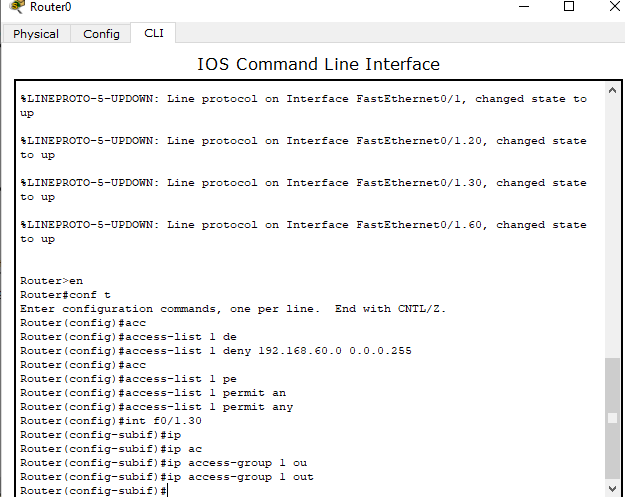 Router0
Physical Config CLI
IOS Command Line Interface
%LINEPROTO-5-UPDOWN: Line protocol on Interface FastEthernet0/1, changed state to
up
%LINEPROTO-5-UPDOWN: Line protocol on Interface FastEthernet0/1.20, changed state
to up
%LINEPROTO-5-UPDOWN: Line protocol on Interface FastEthernet0/1.30, changed state
to up
%LINEPROTO-5-UPDOWN: Line protocol on Interface FastEthernet0/1.60, changed state
to up
Router>en
Router#conf t
Enter configuration commands, one per line.  End with CNTL/Z.
Router(config)#acc
Router(config)#access-list 1 de
Router(config)#access-list 1 deny 192.168.60.0 0.0.0.255
Router(config)#acc
Router(config)#access-list 1 pe
Router(config)#access-list 1 permit an
Router(config)#access-list 1 permit any
Router(config)#int f0/1.30
Router(config-subif)#ip
Router(config-subif)#ip ac
Router(config-subif)#ip access-group 1 ou
Router(config-subif)#ip access-group 1 out
Router(config-subif)#